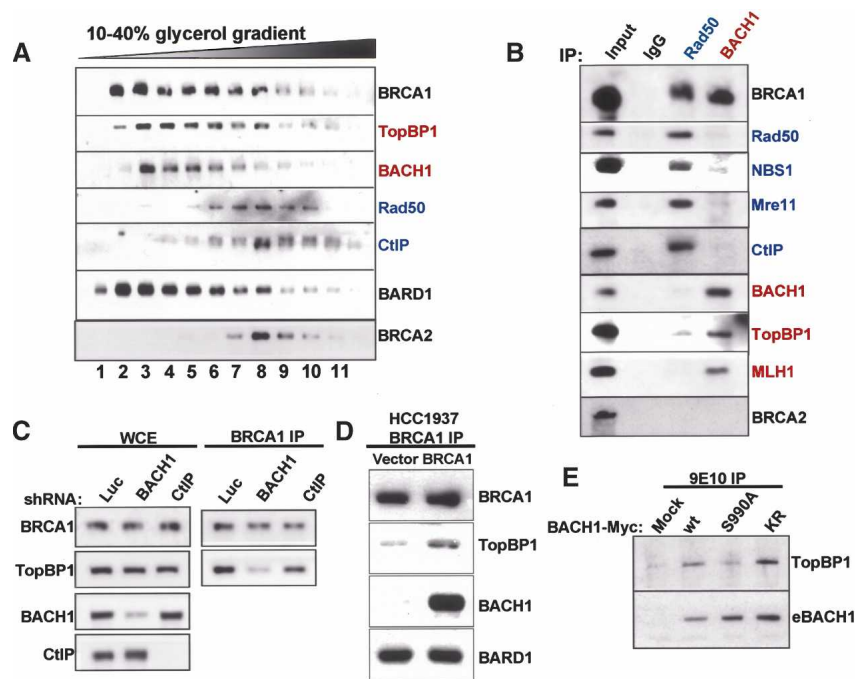 10-40% glycerol gradient
A
BRCA1
TopBP1
BACH1
Rad50
CtIP
BARD1
BRCA2
1 2 3 4 5 6 7 8 9 10 11
B
IP: Input IgG Rad50 BACH1
BRCA1
Rad50
NBS1
Mre11
CtIP
BACH1
TopBP1
MLH1
BRCA2
C
WCE BRCA1 IP
shRNA: Luc BACH1 CtIP Luc BACH1 CtIP
BRCA1
TopBP1
BACH1
CtIP
D
HCC1937
BRCA1 IP
Vector BRCA1
BRCA1
TopBP1
BACH1
BARD1
E
9E10 IP
BACH1-Myc: Mock wt S990A KR
TopBP1
eBACH1